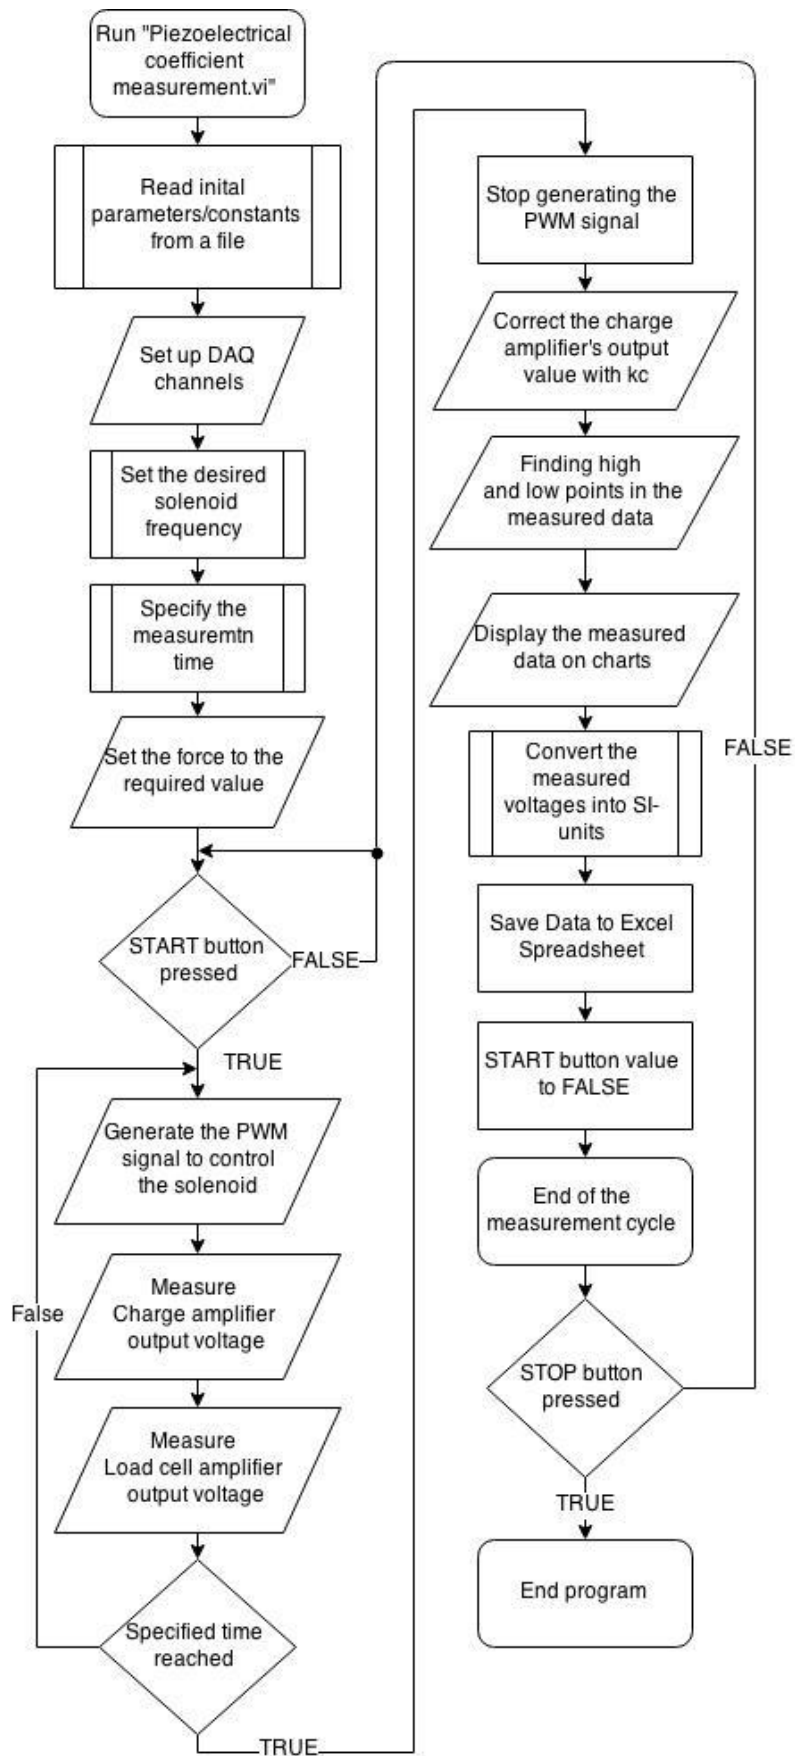 Run "Piezoelectrical
coefficient
measurement.vi"
Read inital
parameters/constants
from a file
Set up DAQ
channels
Set the desired
solenoid
frequency
Specify the
measuremtn
time
Set the force to the
required value
START button
pressed
FALSE
TRUE
Generate the PWM
signal to control
the solenoid
Measure
Charge amplifier
output voltage
False
Measure
Load cell amplifier
output voltage
Specified time
reached
TRUE
Stop generating the
PWM signal
Correct the charge
amplifier's output
value with kc
Finding high
and low points in the
measured data
Display the measured
data on charts
Convert the
measured
voltages into SI-
units
FALSE
Save Data to Excel
Spreadsheet
START button value
to FALSE
End of the
measurement cycle
STOP button
pressed
TRUE
End program